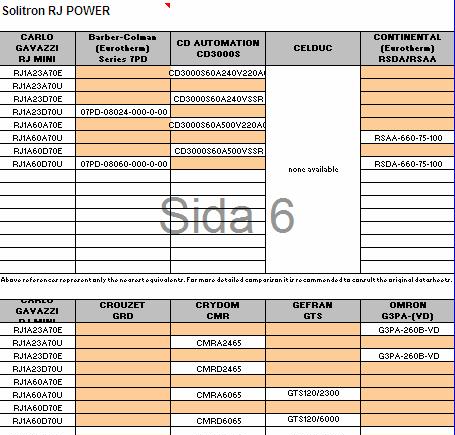 Solitron RJ POWER
CARLO GAVAZZI RJ MINI Barber-Colman (Eurotherm) Series 7PD CD AUTOMATION CD3000S CELDUC CONTINENTAL (Eurotherm) RSDA/RSAA
RJ1A23A70E CD3000S60A240V220A
RJ1A23A70U
RJ1A23D70E CD3000S60A240VSSR
RJ1A23D70U 07PD-08024-000-0-00
RJ1A60A70E CD3000S60A500V220A
RJ1A60A70U RSAA-660-75-100
RJ1A60D70E CD3000S60A500VSSR
RJ1A60D70U 07PD-08060-000-0-00 RSDA-660-75-100
none available
Sida 6
Above references represent only the nearest equivalents. For more detailed comparison it is recommended to consult the original datasheets.
CARLO GAVAZZI RJ MINI CROUZET GRD CRYDOM CMR GEFRAN GTS OMRON G3PA-(VD)
RJ1A23A70E G3PA-260B-VD
RJ1A23A70U CMRA2465
RJ1A23D70E G3PA-260B-VD
RJ1A23D70U CMRD2465
RJ1A60A70E
RJ1A60A70U CMRA6065 GTS120/2300
RJ1A60D70E
RJ1A60D70U CMRD6065 GTS120/6000